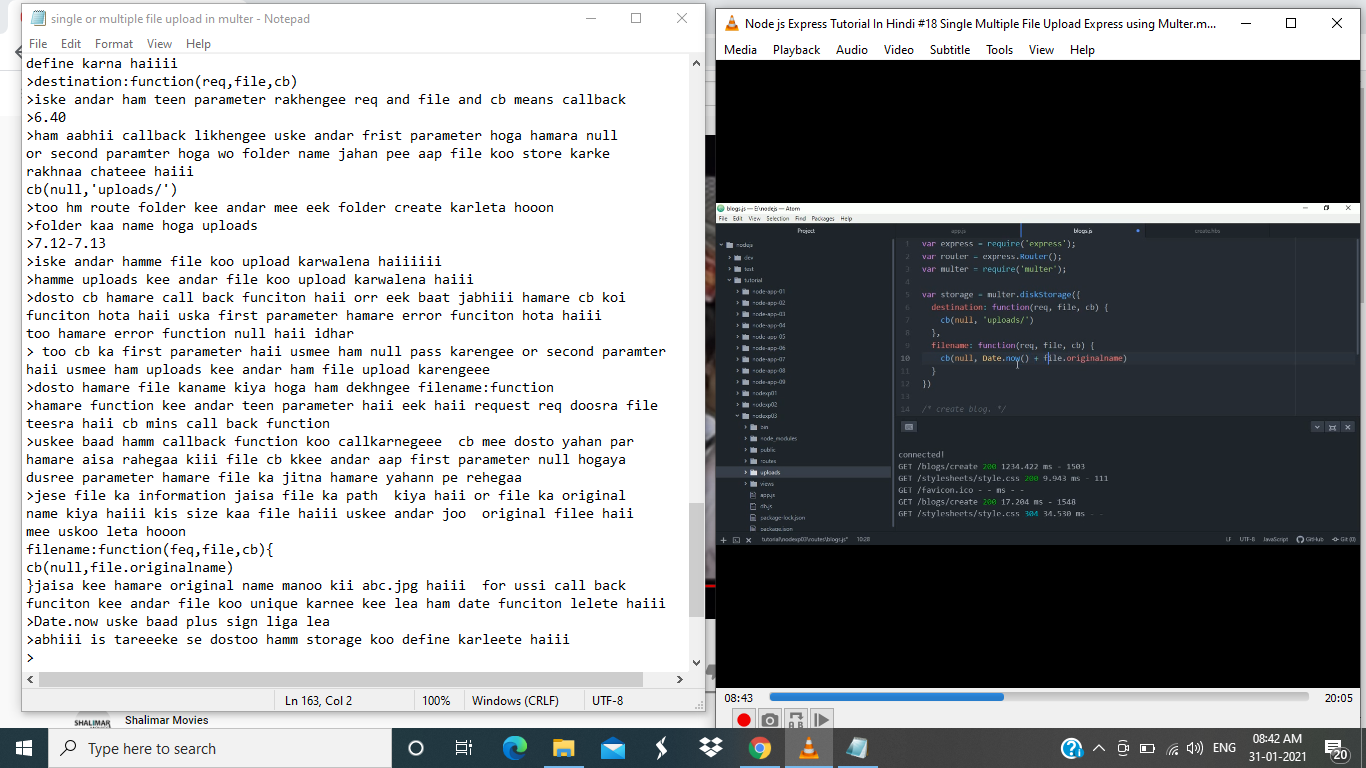 single or multiple file upload in multer - Notepad
File Edit Format View Help
define karna haiiii
>destination:function(req,file,cb)
>iske andar ham teen parameter rakhengee req and file and cb means callback
>6.40
>ham aabhii callback likhengee uske andar frist parameter hoga hamara null
or second paramter hoga wo folder name jahan pee aap file koo store karke
rakhnaa chateee haiii
cb(null,'uploads/')
>too hm route folder kee andar mee eek folder create karleta hooon
>folder kaa name hoga uploads
>7.12-7.13
>iske andar hamme file koo upload karwalena haiiiiii
>hamme uploads kee andar file koo upload karwalena haiii
>dosto cb hamare call back funciton haii orr eek baat jabhiii hamare cb koi
funciton hota haii uska first parameter hamare error funciton hota haiii
too hamare error function null haii idhar
> too cb ka first parameter haii usmee ham null pass karengee or second paramter
haii usmee ham uploads kee andar ham file upload karengeee
>dosto hamare file kaname kiya hoga ham dekhngee filename:function
>hamare function kee andar teen parameter haii eek haii request req doosra file
teesra haii cb mins call back function
>uskee baad hamm callback function koo callkarnegeee  cb mee dosto yahan par
hamare aisa rahegaa kiii file cb kkee andar aap first parameter null hogaya
dusree parameter hamare file ka jitna hamare yahann pe rehegaa
>jese file ka information jaisa file ka path  kiya haii or file ka original
name kiya haiii kis size kaa file haiii uskee andar joo  original filee haii
mee uskoo leta hooon
filename:function(feq,file,cb){
cb(null,file.originalname)
}jaisa kee hamare original name manoo kii abc.jpg haiii  for ussi call back
funciton kee andar file koo unique karnee kee lea ham date funciton lelete haiii
>Date.now uske baad plus sign liga lea
>abhiii is tareeeke se dostoo hamm storage koo define karleete haiii
>
Ln 163, Col 2
100%
Windows (CRLF)
UTF-8
SHALIMAR
Shalimar Movies
Node js Express Tutorial In Hindi #18 Single Multiple File Upload Express using Multer.m...
Media Playback Audio Video Subtitle Tools View Help
blogs.js — E:\nodejs — Atom
File Edit View Selection Find Packages Help
Project
app.js
blogs.js
create.hbs
nodejs
dev
test
tutorial
node-app-01
node-app-02
node-app-03
node-app-04
node-app-05
node-app-06
node-app-07
node-app-08
node-app-09
nodexp01
nodexp02
nodexp03
bin
node_modules
public
routes
uploads
views
app.js
db.js
package-lock.json
package.json
1 var express = require('express');
2 var router = express.Router();
3 var multer = require('multer');
4
5 var storage = multer.diskStorage({
6 destination: function(req, file, cb) {
7 cb(null, 'uploads/')
8 },
9 filename: function(req, file, cb) {
10 cb(null, Date.now() + file.originalname)
11 }
12 })
13
14 /* create blog. */
connected!
GET /blogs/create 200 1234.422 ms - 1503
GET /stylesheets/style.css 200 9.943 ms - 111
GET /favicon.ico - - ms - -
GET /blogs/create 200 17.204 ms - 1548
GET /stylesheets/style.css 304 34.530 ms - -
tutorial\nodexp03\routes\blogs.js* 10:28
LF UTF-8 JavaScript GitHub Git (0)
08:43
20:05
A B
Type here to search
ENG
08:42 AM
31-01-2021
20